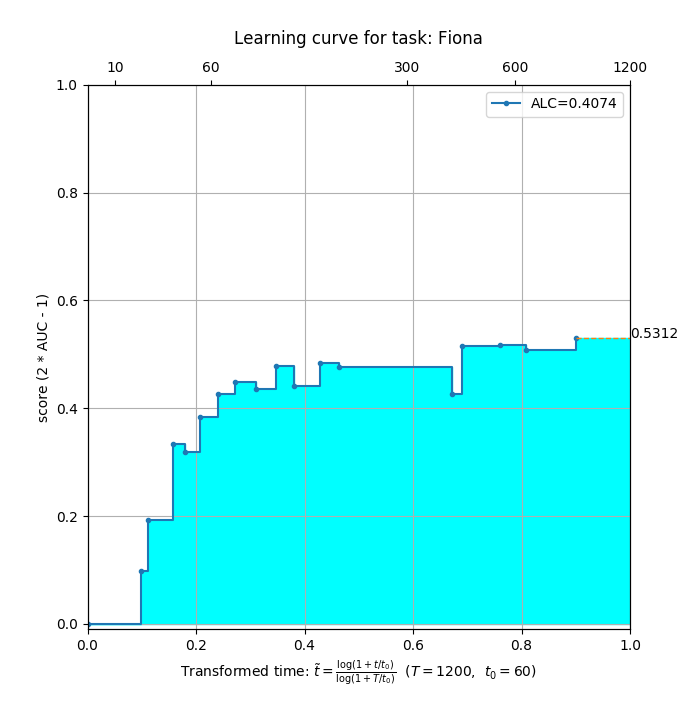 Learning curve for task: Fiona
10 60 300 600 1200
ALC=0.4074
1.0
0.8
0.6
0.5312
0.4
0.2
0.0
score (2 * AUC - 1)
0.0 0.2 0.4 0.6 0.8 1.0
Transformed time: t̃ = log(1 + t/t₀) / log(1 + T/t₀) (T = 1200, t₀ = 60)